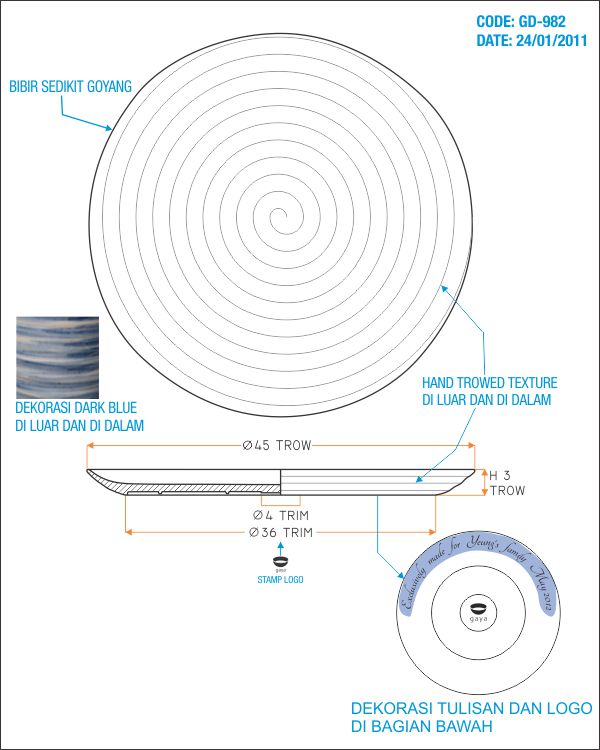 CODE: GD-982
DATE: 24/01/2011
BIBIR SEDIKIT GOYANG
HAND TROWED TEXTURE
DI LUAR DAN DI DALAM
DEKORASI DARK BLUE
DI LUAR DAN DI DALAM
Ø45 TROW
H 3
TROW
Ø4 TRIM
Ø36 TRIM
gaya
STAMP LOGO
Exclusively made for Yeung's family May 2012
gaya
DEKORASI TULISAN DAN LOGO
DI BAGIAN BAWAH